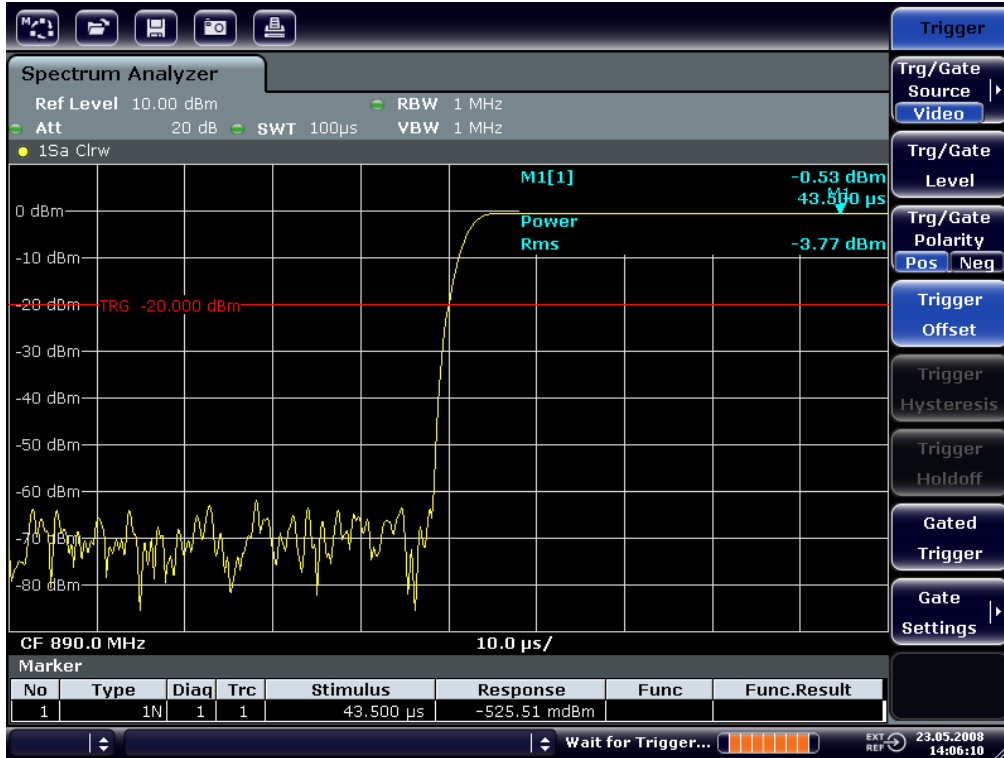 Trigger
Spectrum Analyzer
Ref Level 10.00 dBm RBW 1 MHz
Att 20 dB SWT 100µs VBW 1 MHz
1Sa Clrw
M1[1] -0.53 dBm
43.500 µs
M1
Power
Rms -3.77 dBm
0 dBm
-10 dBm
-20 dBm
TRG -20.000 dBm
-30 dBm
-40 dBm
-50 dBm
-60 dBm
-70 dBm
-80 dBm
CF 890.0 MHz 10.0 µs/
Marker
No Type Diag Trc Stimulus Response Func Func.Result
1 1N 1 1 43.500 µs -525.51 mdBm
Wait for Trigger... EXT REF 23.05.2008
14:06:10
Trg/Gate
Source
Video
Trg/Gate
Level
Trg/Gate
Polarity
Pos Neg
Trigger
Offset
Trigger
Hysteresis
Trigger
Holdoff
Gated
Trigger
Gate
Settings